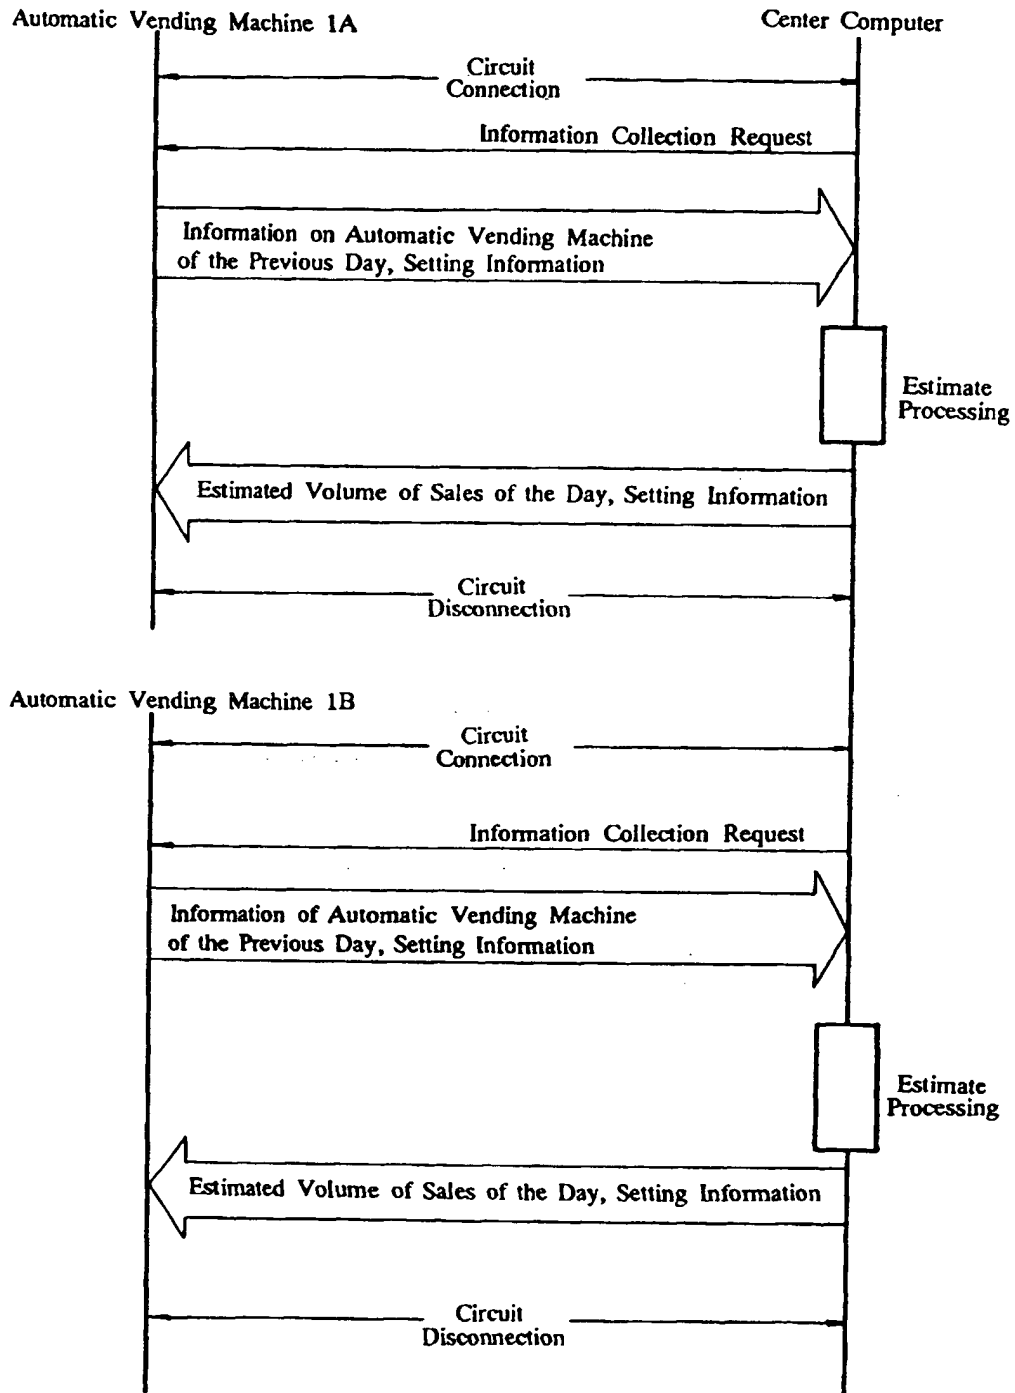 Automatic Vending Machine 1A
Center Computer
Circuit
Connection
Information Collection Request
Information on Automatic Vending Machine
of the Previous Day, Setting Information
Estimate
Processing
Estimated Volume of Sales of the Day, Setting Information
Circuit
Disconnection
Automatic Vending Machine 1B
Circuit
Connection
Information Collection Request
Information of Automatic Vending Machine
of the Previous Day, Setting Information
Estimate
Processing
Estimated Volume of Sales of the Day, Setting Information
Circuit
Disconnection